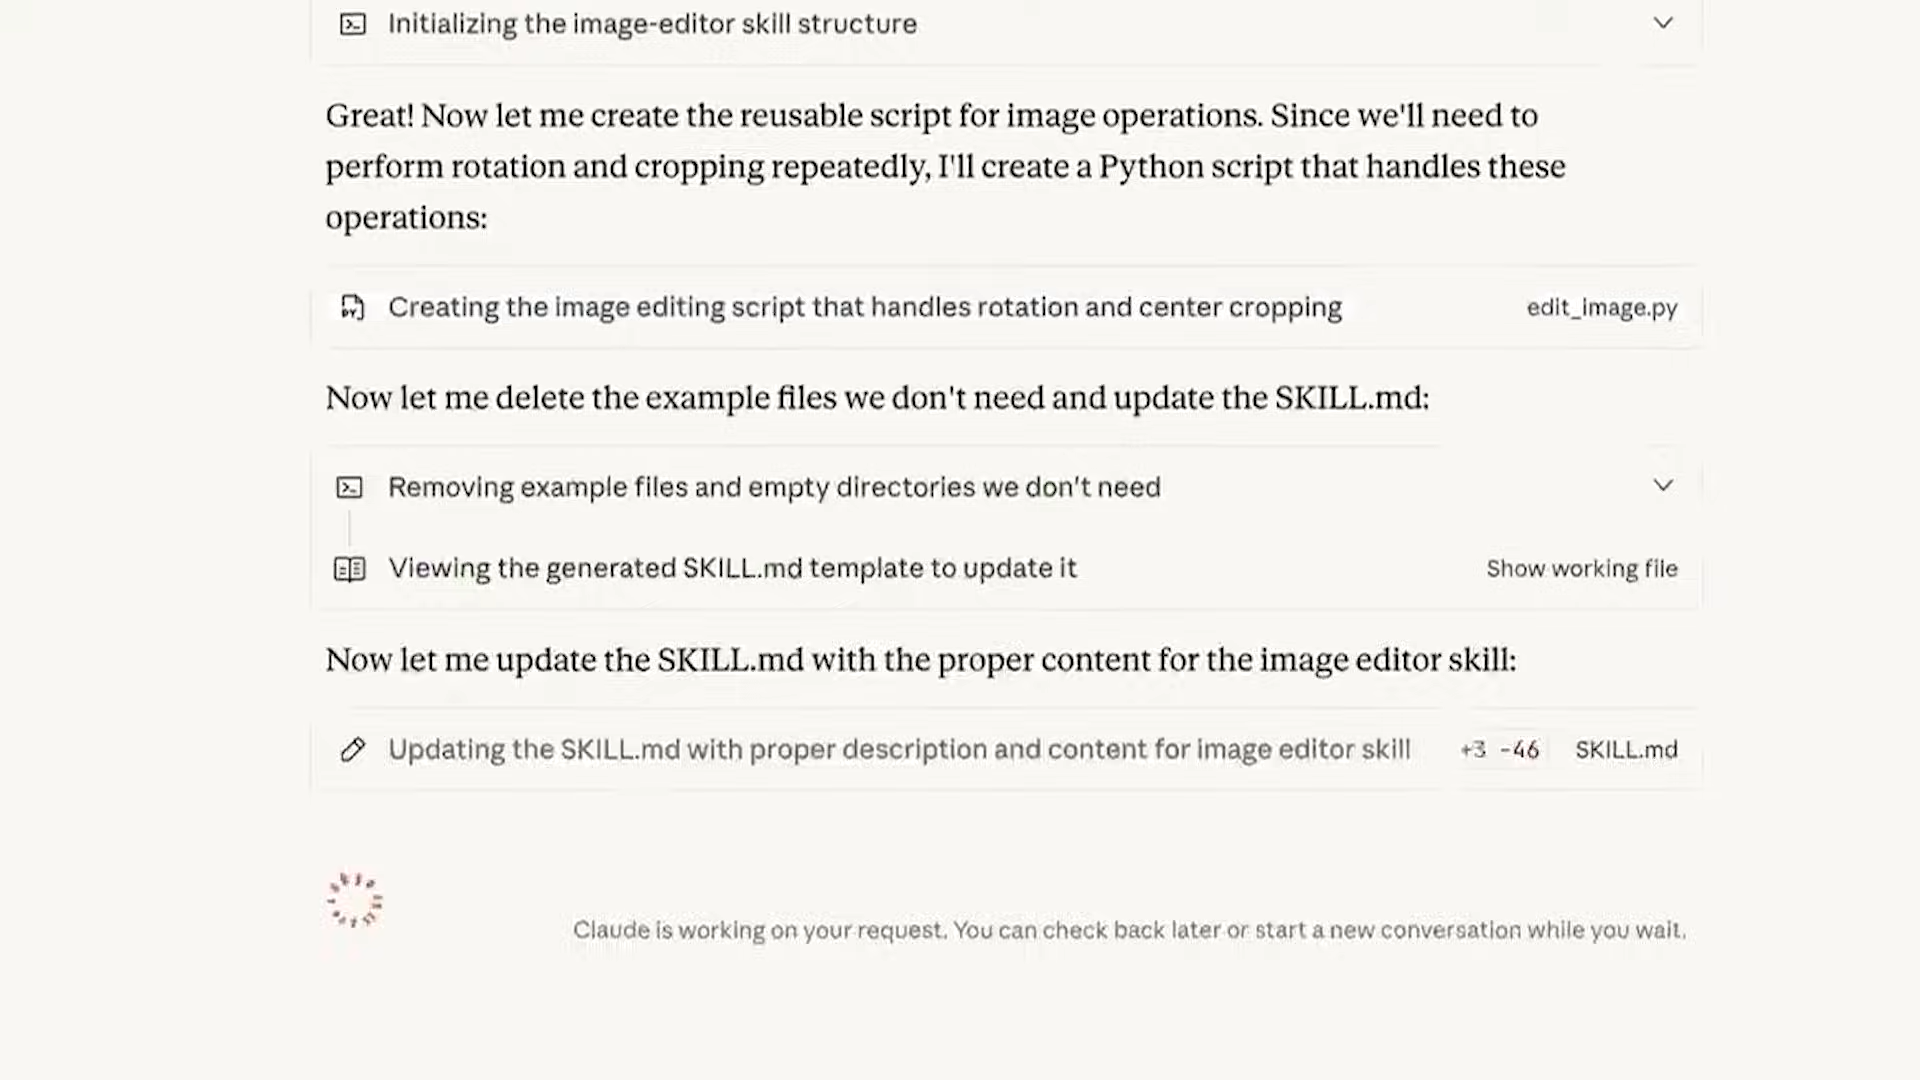 Initializing the image-editor skill structure
Great! Now let me create the reusable script for image operations. Since we'll need to
perform rotation and cropping repeatedly, I'll create a Python script that handles these
operations:
Creating the image editing script that handles rotation and center cropping edit_image.py
Now let me delete the example files we don't need and update the SKILL.md:
Removing example files and empty directories we don't need
Viewing the generated SKILL.md template to update it Show working file
Now let me update the SKILL.md with the proper content for the image editor skill:
Updating the SKILL.md with proper description and content for image editor skill +3 -46 SKILL.md
Claude is working on your request. You can check back later or start a new conversation while you wait.